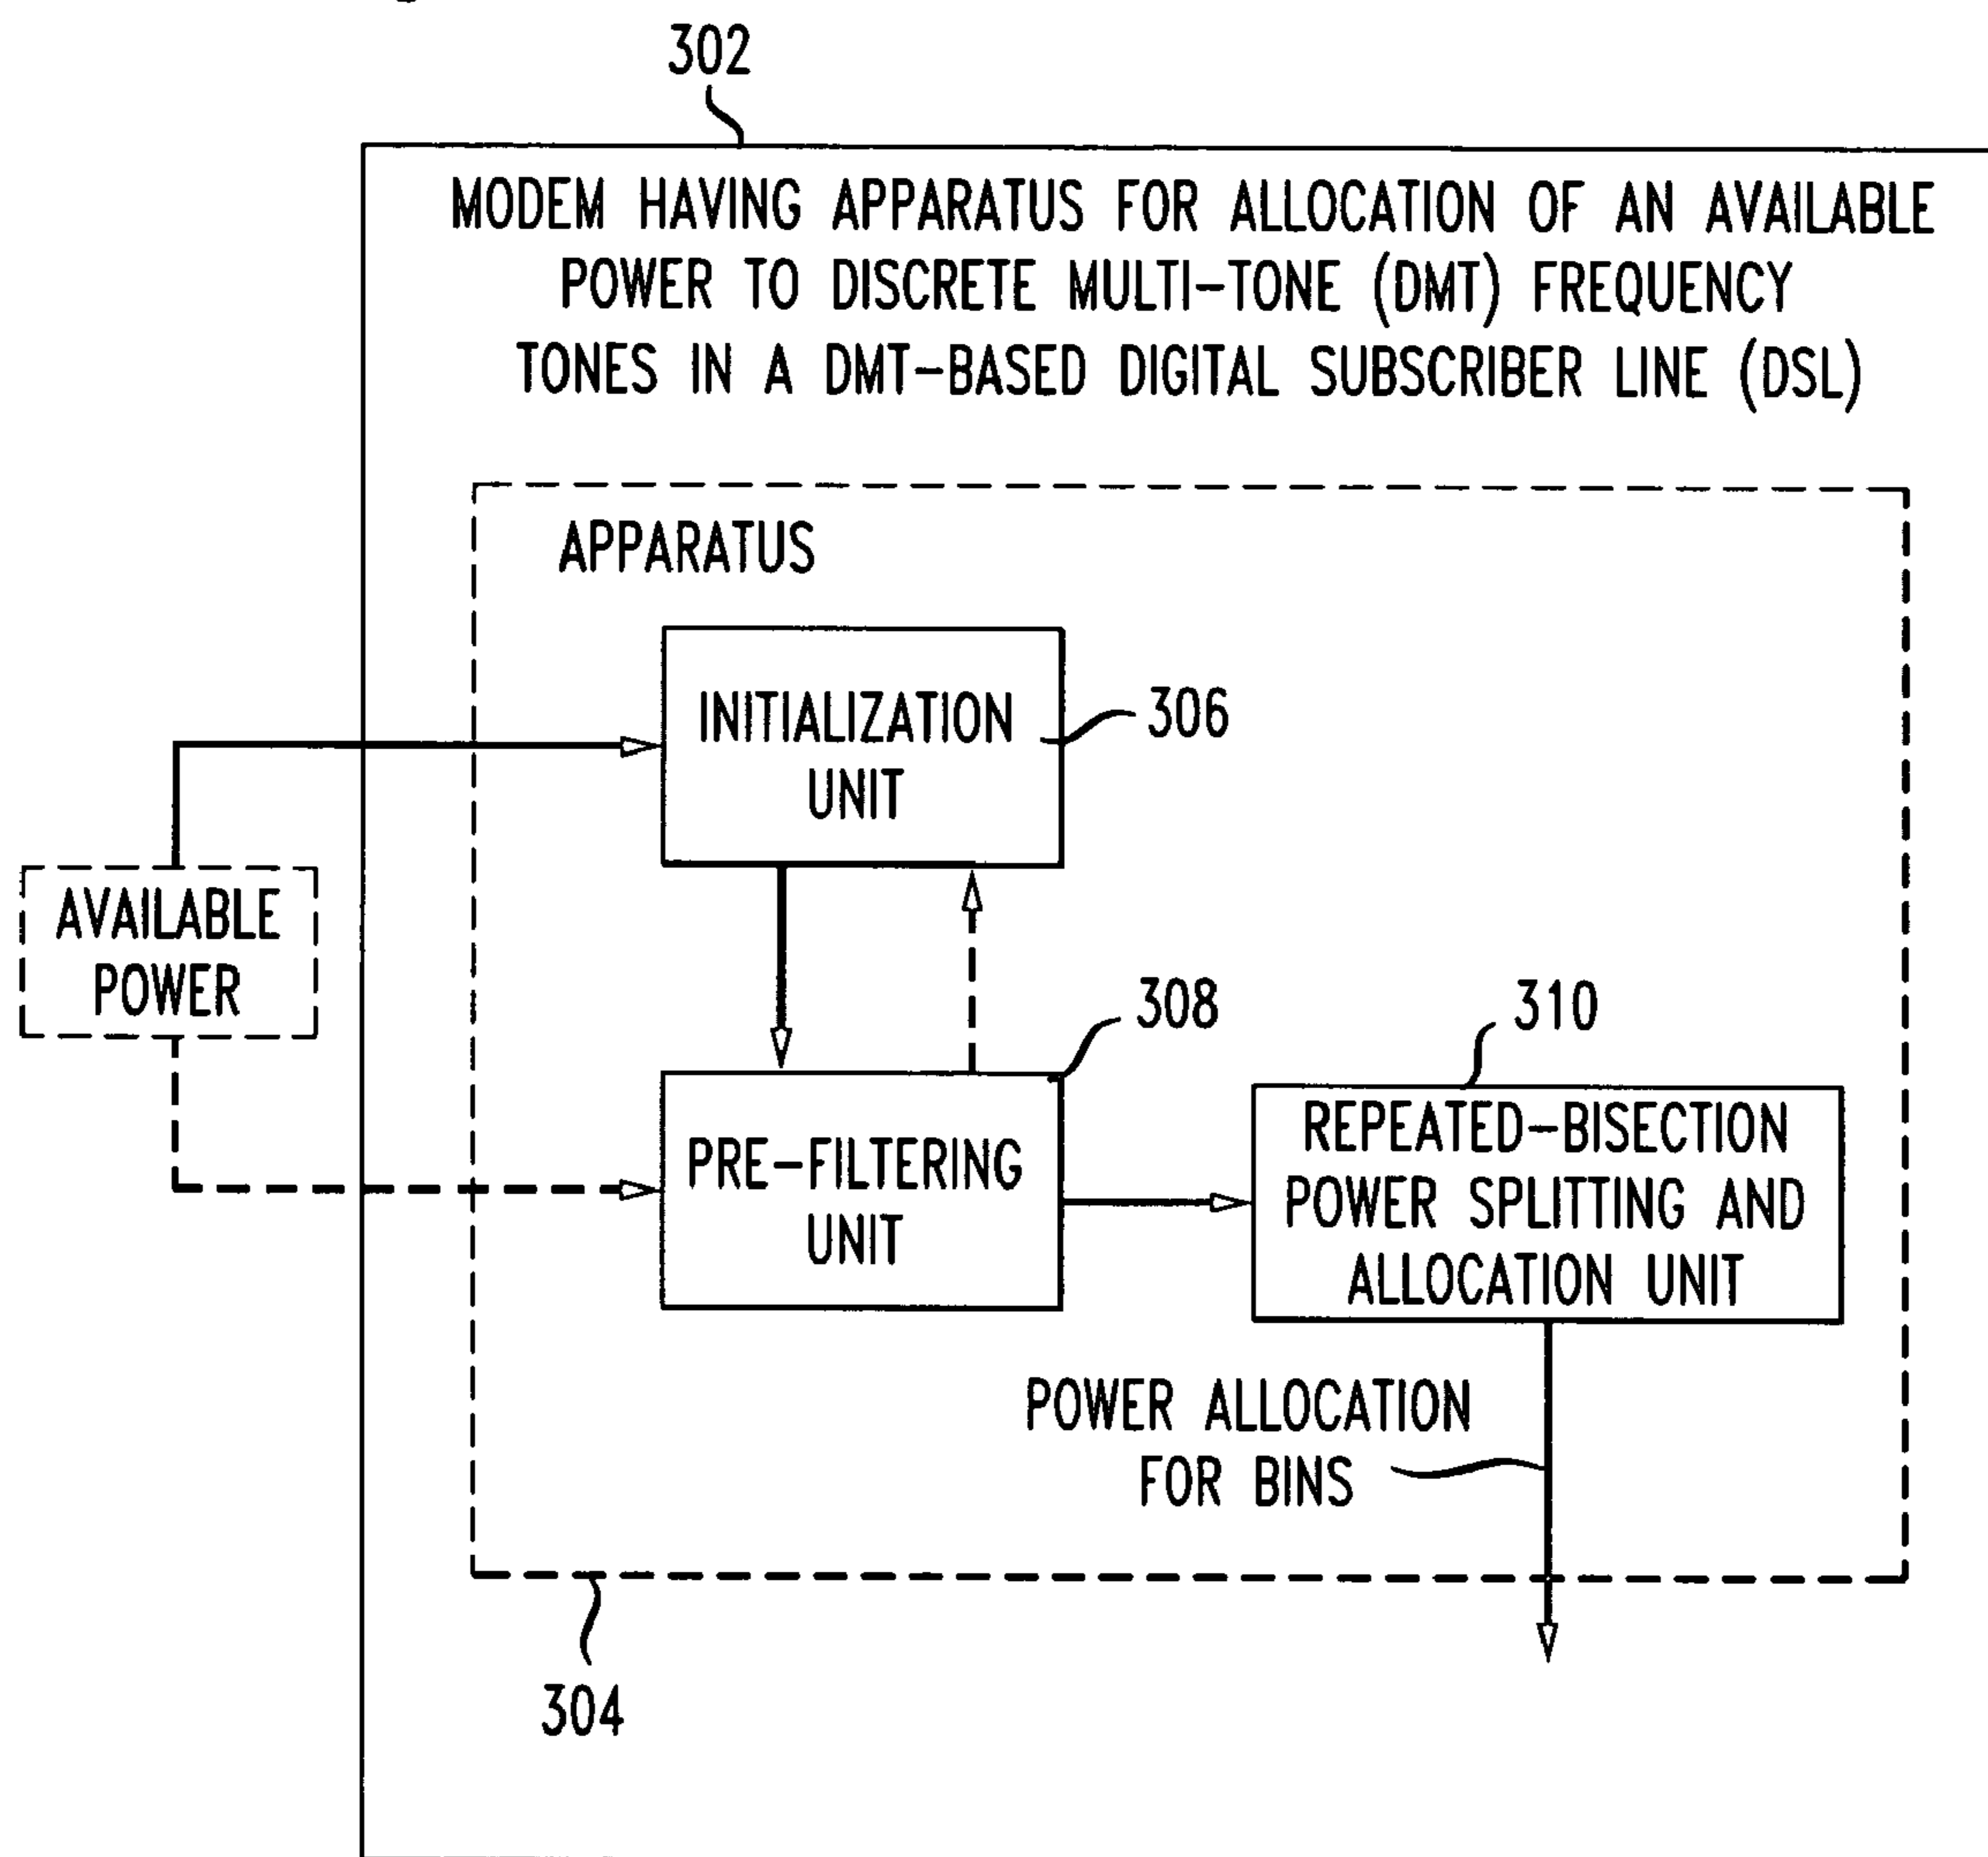 302
MODEM HAVING APPARATUS FOR ALLOCATION OF AN AVAILABLE
POWER TO DISCRETE MULTI-TONE (DMT) FREQUENCY
TONES IN A DMT-BASED DIGITAL SUBSCRIBER LINE (DSL)
APPARATUS
INITIALIZATION
UNIT
306
AVAILABLE
POWER
308
310
PRE-FILTERING
UNIT
REPEATED-BISECTION
POWER SPLITTING AND
ALLOCATION UNIT
POWER ALLOCATION
FOR BINS
304